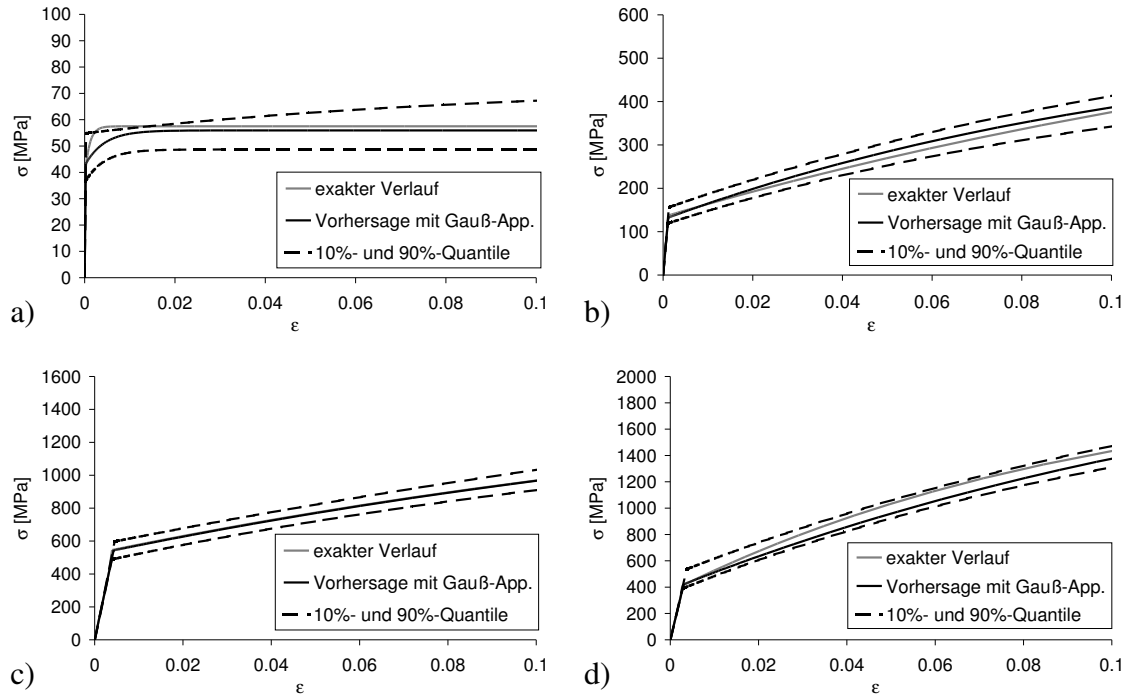 100
90
80
70
60
50
40
30
20
10
0
σ [MPa]
exakter Verlauf
Vorhersage mit Gauß-App.
10%- und 90%-Quantile
0 0.02 0.04 0.06 0.08 0.1
ε
a)
600
500
400
300
200
100
0
σ [MPa]
exakter Verlauf
Vorhersage mit Gauß-App.
10%- und 90%-Quantile
0 0.02 0.04 0.06 0.08 0.1
ε
b)
1600
1400
1200
1000
800
600
400
200
0
σ [MPa]
exakter Verlauf
Vorhersage mit Gauß-App.
10%- und 90%-Quantile
0 0.02 0.04 0.06 0.08 0.1
ε
c)
2000
1800
1600
1400
1200
1000
800
600
400
200
0
σ [MPa]
exakter Verlauf
Vorhersage mit Gauß-App.
10%- und 90%-Quantile
0 0.02 0.04 0.06 0.08 0.1
ε
d)